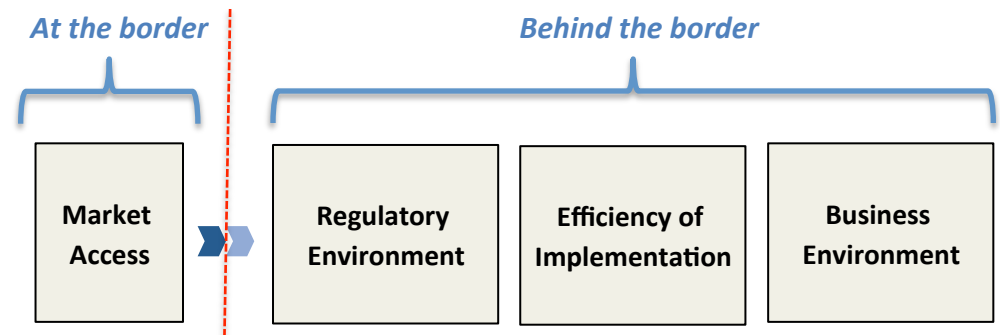 At the border
Behind the border
Market
Access
Regulatory
Environment
Efficiency of
Implementation
Business
Environment